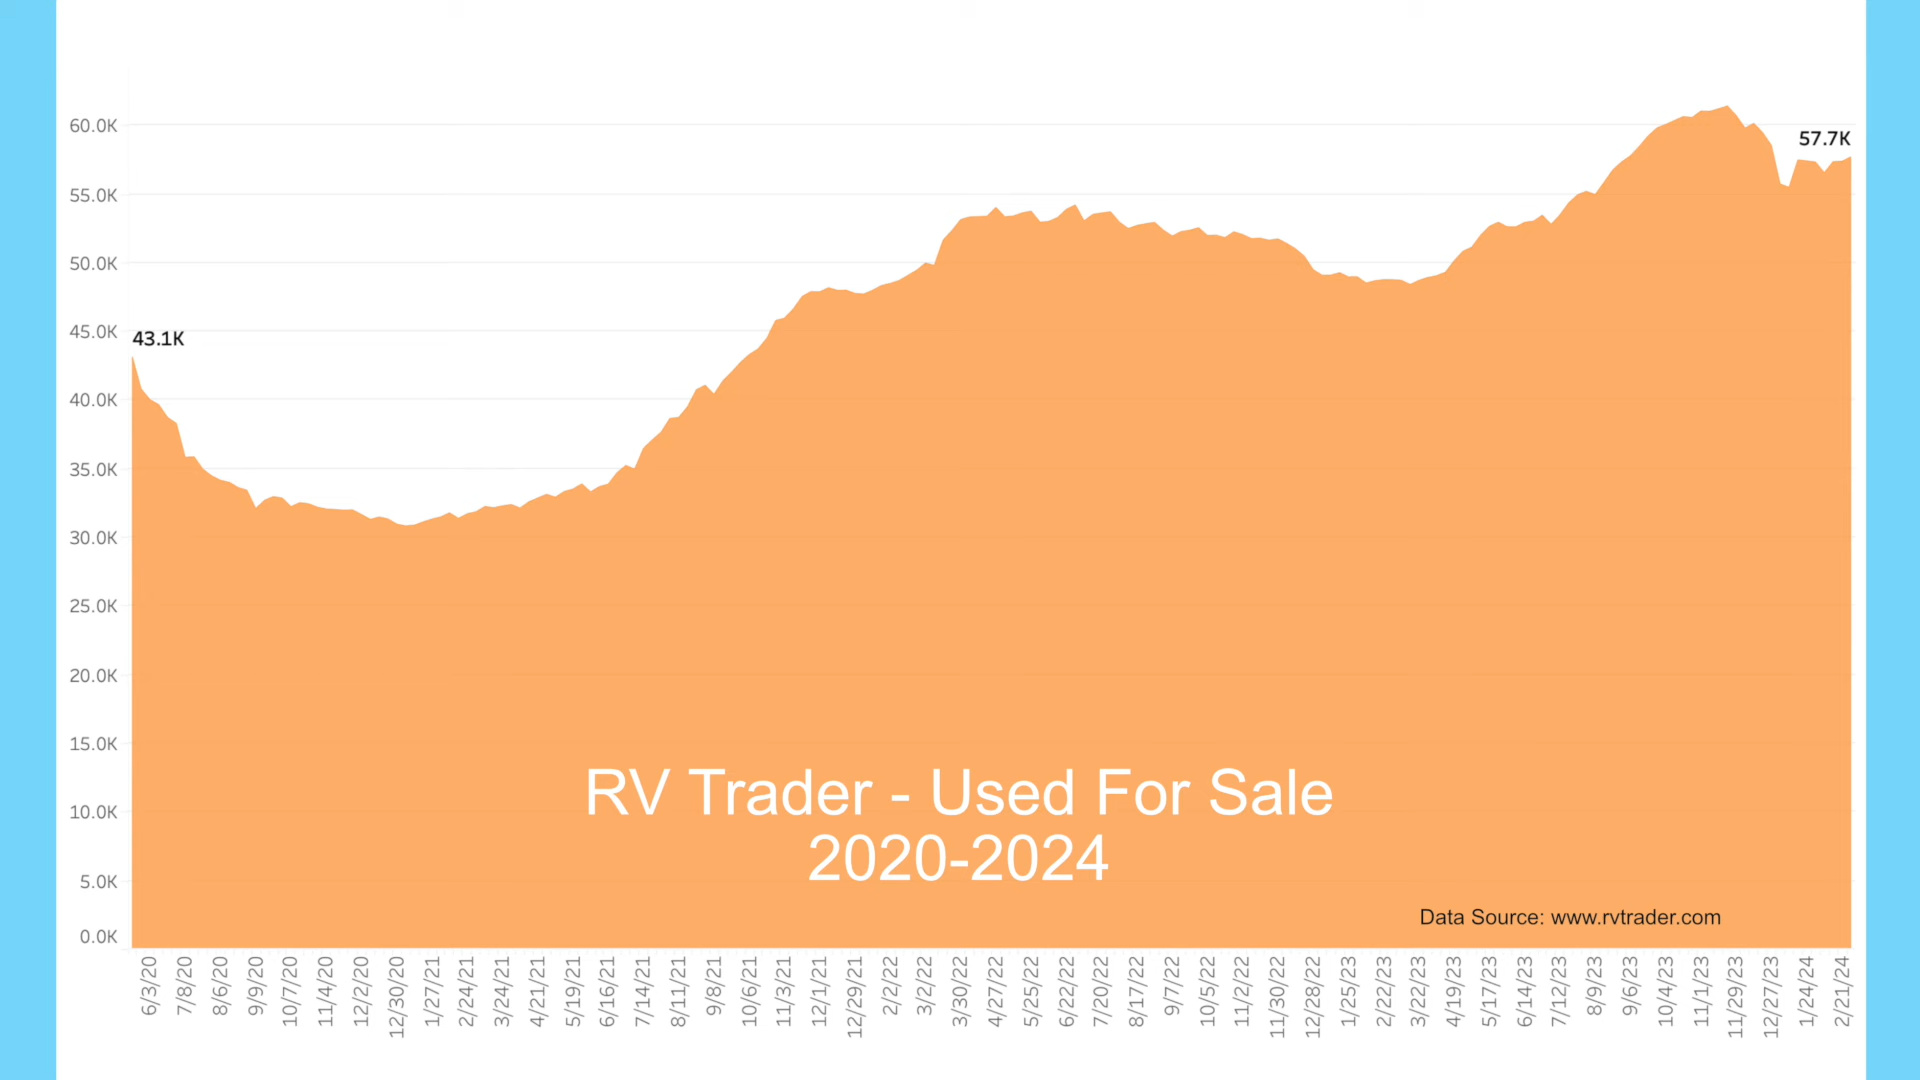 60.0K
55.0K
50.0K
45.0K
40.0K
35.0K
30.0K
25.0K
20.0K
15.0K
10.0K
5.0K
0.0K
43.1K
57.7K
RV Trader - Used For Sale
2020-2024
Data Source: www.rvtrader.com
6/3/20
7/8/20
8/6/20
9/9/20
10/7/20
11/4/20
12/2/20
12/30/20
1/27/21
2/24/21
3/24/21
4/21/21
5/19/21
6/16/21
7/14/21
8/11/21
9/8/21
10/6/21
11/3/21
12/1/21
12/29/21
2/2/22
3/2/22
3/30/22
4/27/22
5/25/22
6/22/22
7/20/22
8/17/22
9/7/22
10/5/22
11/2/22
11/30/22
12/28/22
1/25/23
2/22/23
3/22/23
4/19/23
5/17/23
6/14/23
7/12/23
8/9/23
9/6/23
10/4/23
11/1/23
11/29/23
12/27/23
1/24/24
2/21/24